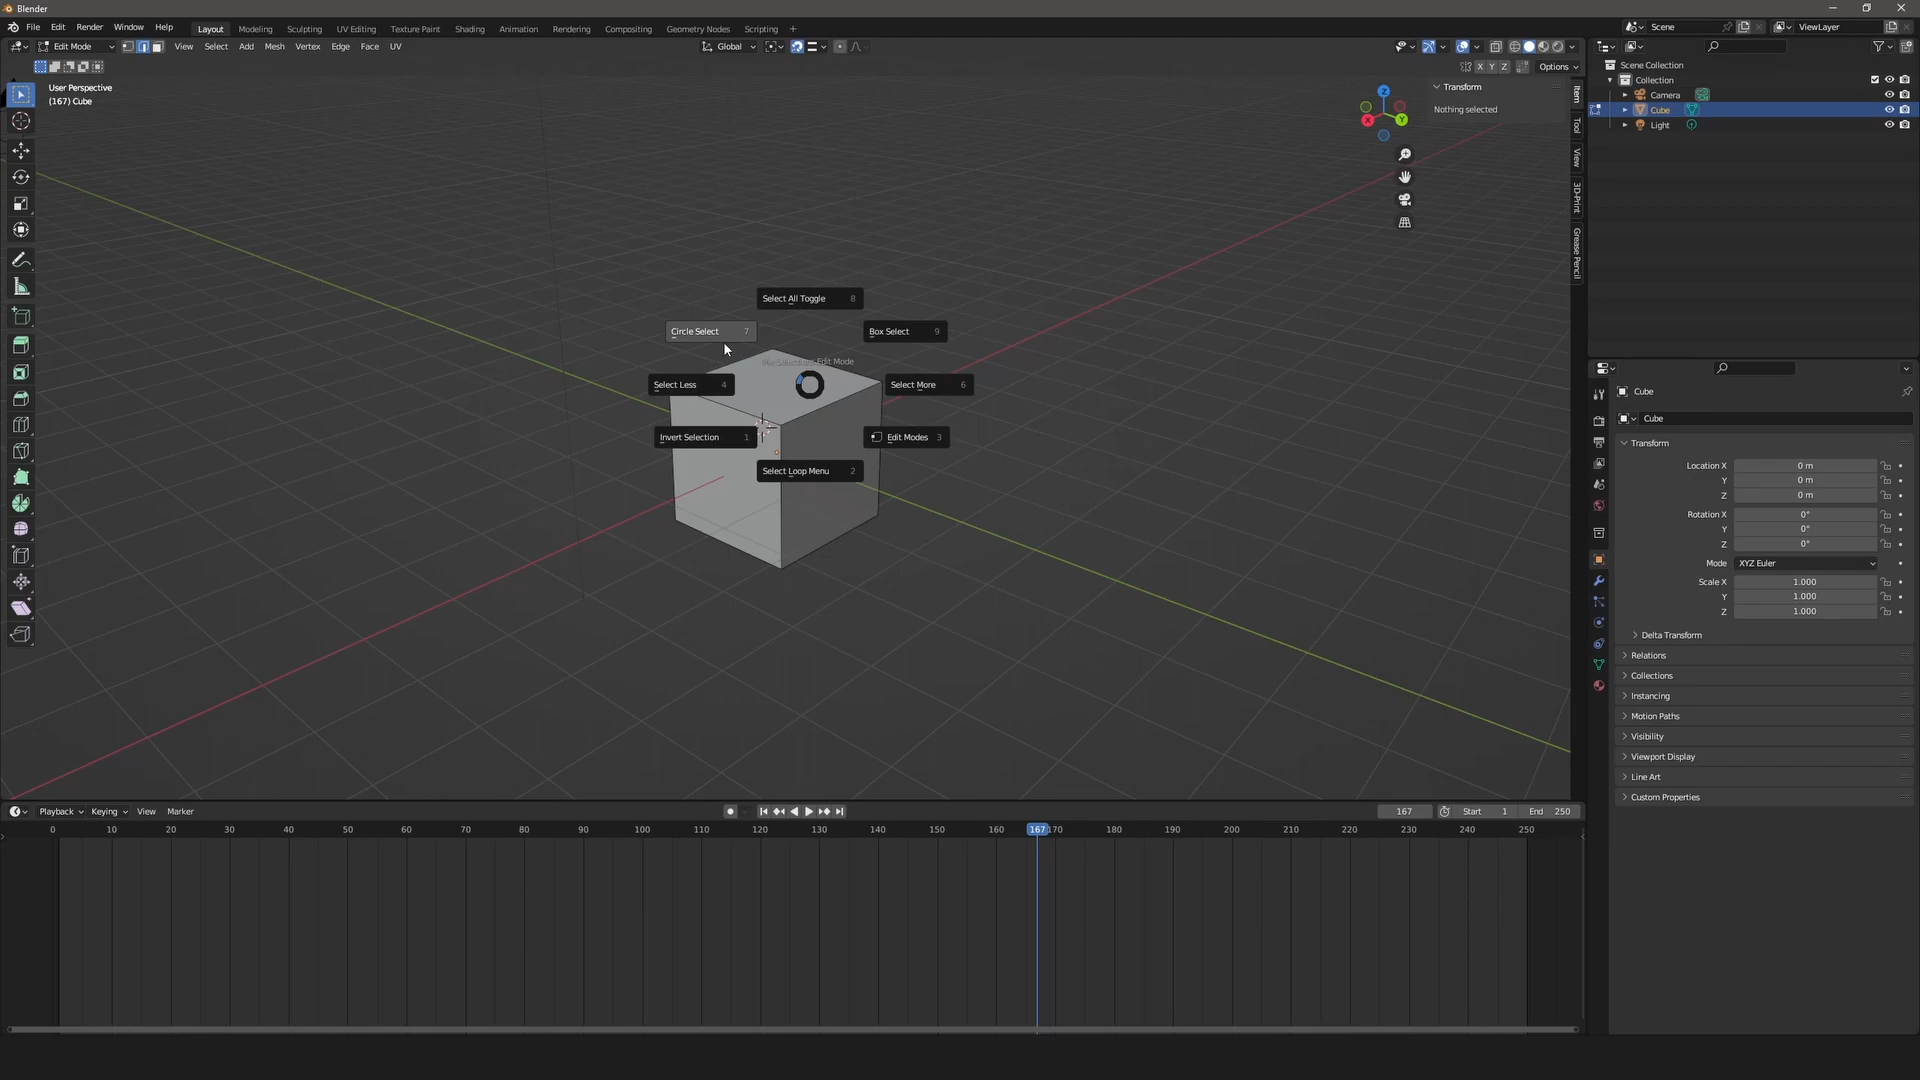 Blender
File Edit Render Window Help
Layout Modeling Sculpting UV Editing Texture Paint Shading Animation Rendering Compositing Geometry Nodes Scripting +
Scene
ViewLayer
Edit Mode View Select Add Mesh Vertex Edge Face UV
Global
X Y Z
Options
User Perspective
(167) Cube
Transform
Nothing selected
Item
Tool
View
3D-Print
Grease Pencil
Z
X
Y
Scene Collection
Collection
Camera
Cube
Light
Select All Toggle 8
Circle Select 7
Box Select 9
Select Less 4
Select More 6
Invert Selection 1
Edit Modes 3
Select Loop Menu 2
Cube
Cube
Transform
Location X 0 m
Y 0 m
Z 0 m
Rotation X 0°
Y 0°
Z 0°
Mode XYZ Euler
Scale X 1.000
Y 1.000
Z 1.000
Delta Transform
Relations
Collections
Instancing
Motion Paths
Visibility
Viewport Display
Line Art
Custom Properties
Playback Keying View Marker
167
Start 1
End 250
0 10 20 30 40 50 60 70 80 90 100 110 120 130 140 150 160 167 170 180 190 200 210 220 230 240 250